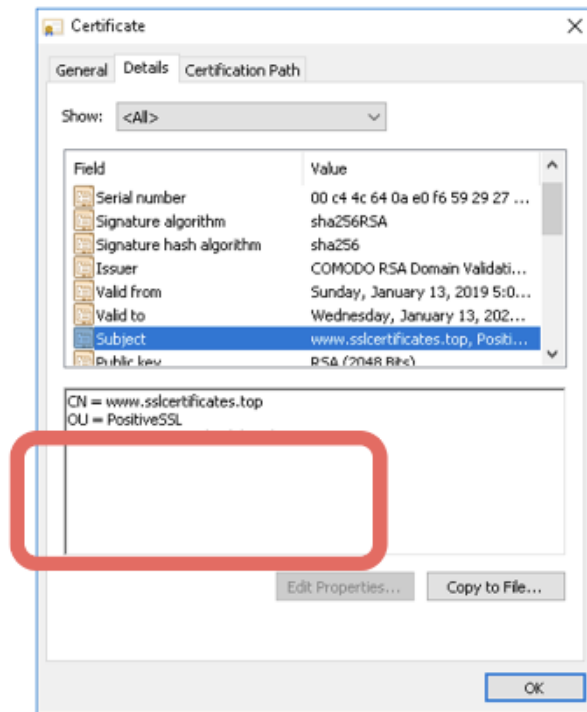 Certificate
General Details Certification Path
Show: <All>
Field Value
Serial number 00 c4 4c 64 0a e0 f6 59 29 27 ...
Signature algorithm sha256RSA
Signature hash algorithm sha256
Issuer COMODO RSA Domain Validati...
Valid from Sunday, January 13, 2019 5:0...
Valid to Wednesday, January 13, 202...
Subject www.sslcertificates.top, Positi...
Public key RSA (2048 Bits)
CN = www.sslcertificates.top
OU = PositiveSSL
Edit Properties... Copy to File...
OK